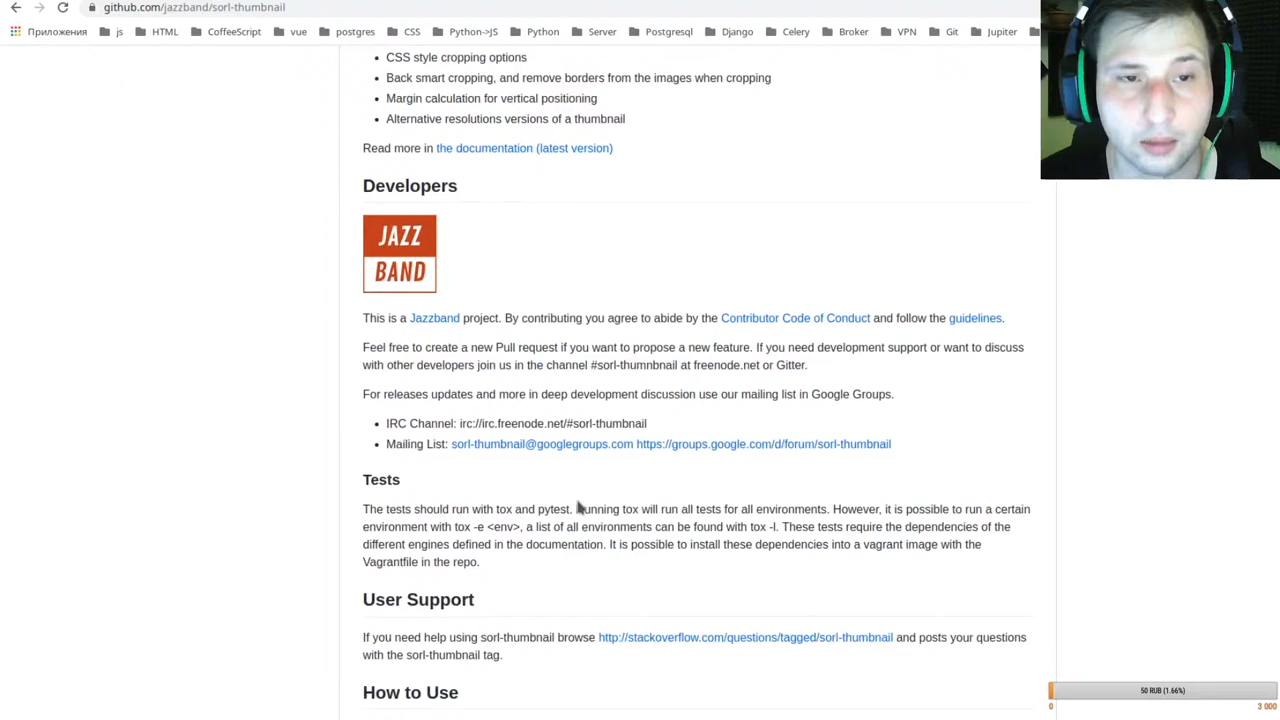 github.com/jazzband/sorl-thumbnail
Приложения js HTML CoffeeScript vue postgres CSS Python->JS Python Server Postgresql Django Celery Broker VPN Git Jupiter
CSS style cropping options
Back smart cropping, and remove borders from the images when cropping
Margin calculation for vertical positioning
Alternative resolutions versions of a thumbnail
Read more in the documentation (latest version)
Developers
JAZZ
BAND
This is a Jazzband project. By contributing you agree to abide by the Contributor Code of Conduct and follow the guidelines.
Feel free to create a new Pull request if you want to propose a new feature. If you need development support or want to discuss
with other developers join us in the channel #sorl-thumnbnail at freenode.net or Gitter.
For releases updates and more in deep development discussion use our mailing list in Google Groups.
IRC Channel: irc://irc.freenode.net/#sorl-thumbnail
Mailing List: sorl-thumbnail@googlegroups.com https://groups.google.com/d/forum/sorl-thumbnail
Tests
The tests should run with tox and pytest. Running tox will run all tests for all environments. However, it is possible to run a certain
environment with tox -e <env>, a list of all environments can be found with tox -l. These tests require the dependencies of the
different engines defined in the documentation. It is possible to install these dependencies into a vagrant image with the
Vagrantfile in the repo.
User Support
If you need help using sorl-thumbnail browse http://stackoverflow.com/questions/tagged/sorl-thumbnail and posts your questions
with the sorl-thumbnail tag.
How to Use
50 RUB (1.66%)
0 3 000